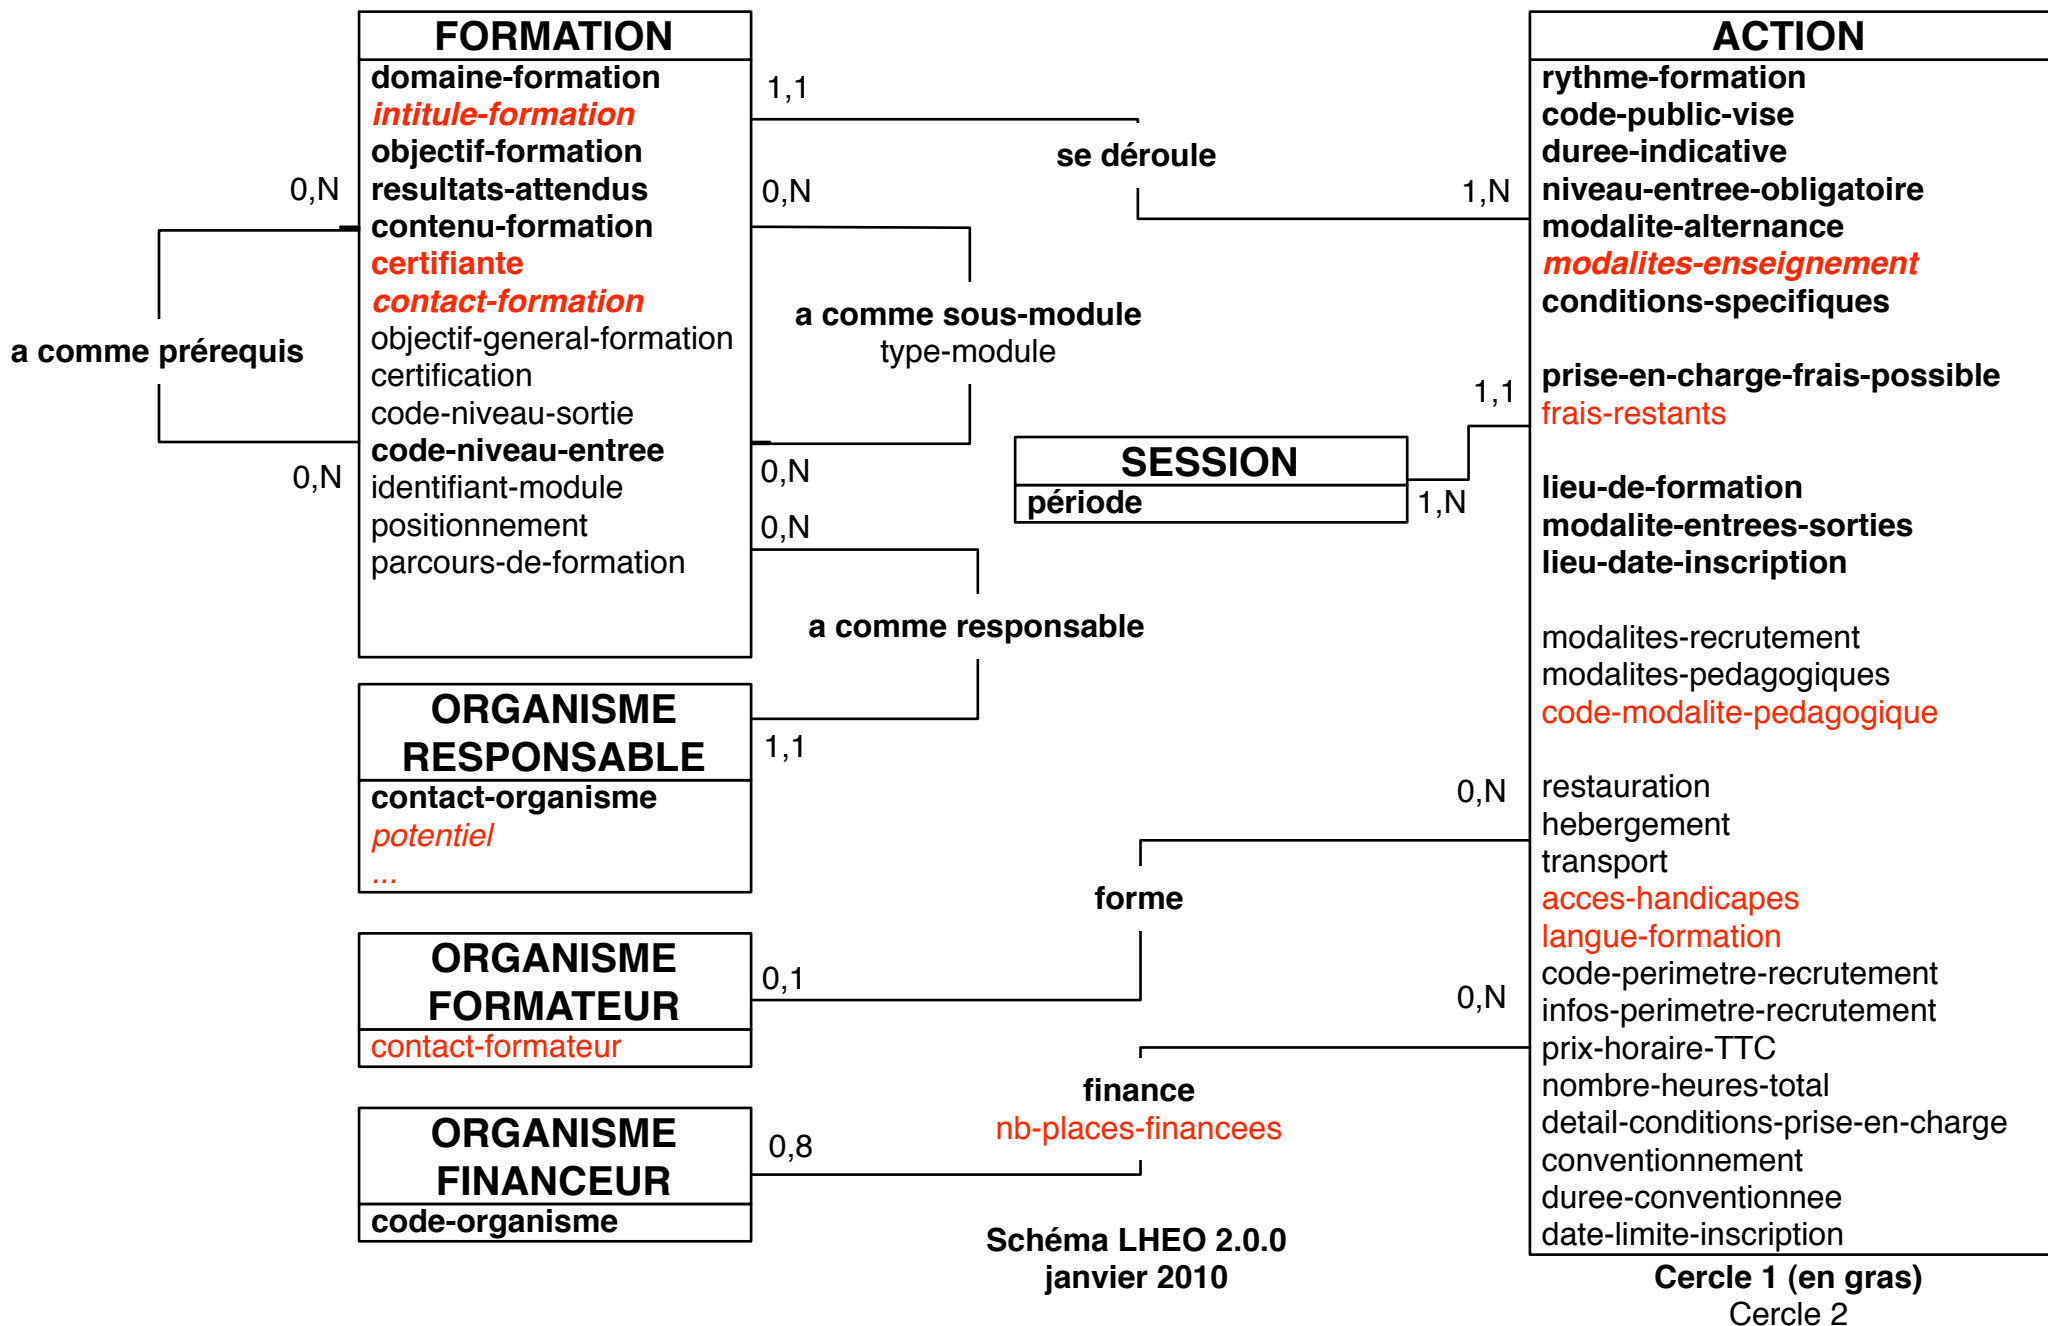 FORMATION
domaine-formation
intitule-formation
objectif-formation
resultats-attendus
contenu-formation
certifiante
contact-formation
objectif-general-formation
certification
code-niveau-sortie
code-niveau-entree
identifiant-module
positionnement
parcours-de-formation
0,N
a comme prérequis
0,N
1,1
se déroule
1,N
0,N
a comme sous-module
type-module
0,N
0,N
a comme responsable
1,1
ORGANISME
RESPONSABLE
contact-organisme
potentiel
...
ORGANISME
FORMATEUR
contact-formateur
0,1
forme
0,N
ORGANISME
FINANCEUR
code-organisme
0,8
finance
nb-places-financees
0,N
SESSION
période
1,N
1,1
ACTION
rythme-formation
code-public-vise
duree-indicative
niveau-entree-obligatoire
modalite-alternance
modalites-enseignement
conditions-specifiques
prise-en-charge-frais-possible
frais-restants
lieu-de-formation
modalite-entrees-sorties
lieu-date-inscription
modalites-recrutement
modalites-pedagogiques
code-modalite-pedagogique
restauration
hebergement
transport
acces-handicapes
langue-formation
code-perimetre-recrutement
infos-perimetre-recrutement
prix-horaire-TTC
nombre-heures-total
detail-conditions-prise-en-charge
conventionnement
duree-conventionnee
date-limite-inscription
Schéma LHEO 2.0.0
janvier 2010
Cercle 1 (en gras)
Cercle 2